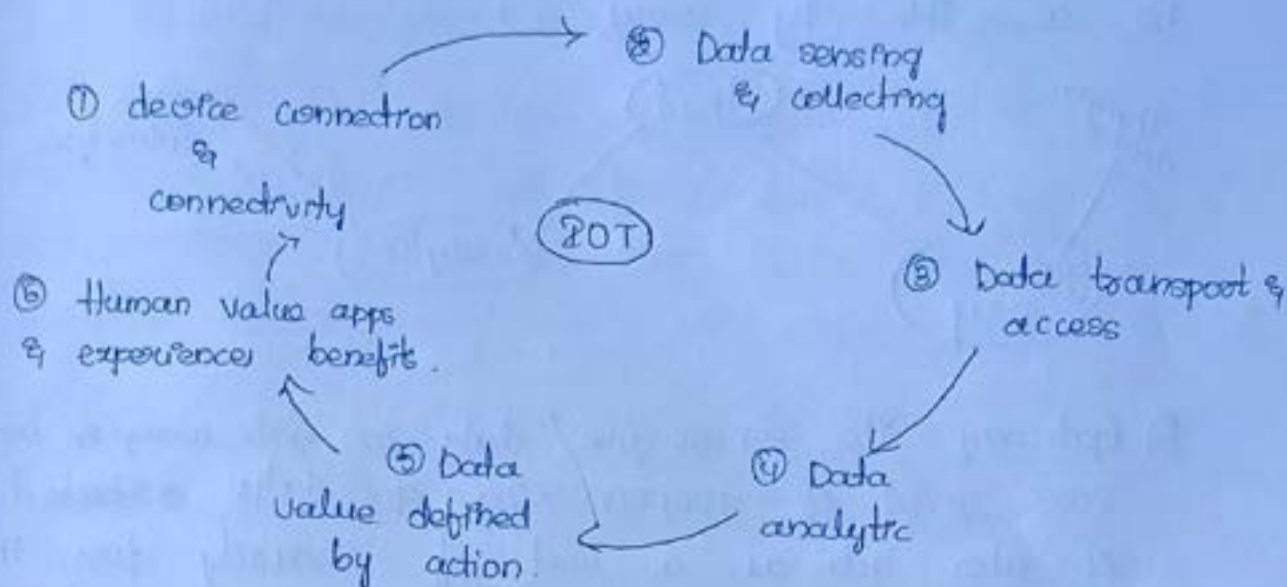 ① device connection
&
connectivity
② Data sensing
& collecting
IOT
③ Data transport &
access
④ Data
analytic
⑤ Data
value defined
by action.
⑥ Human value apps
& experiences benefit.